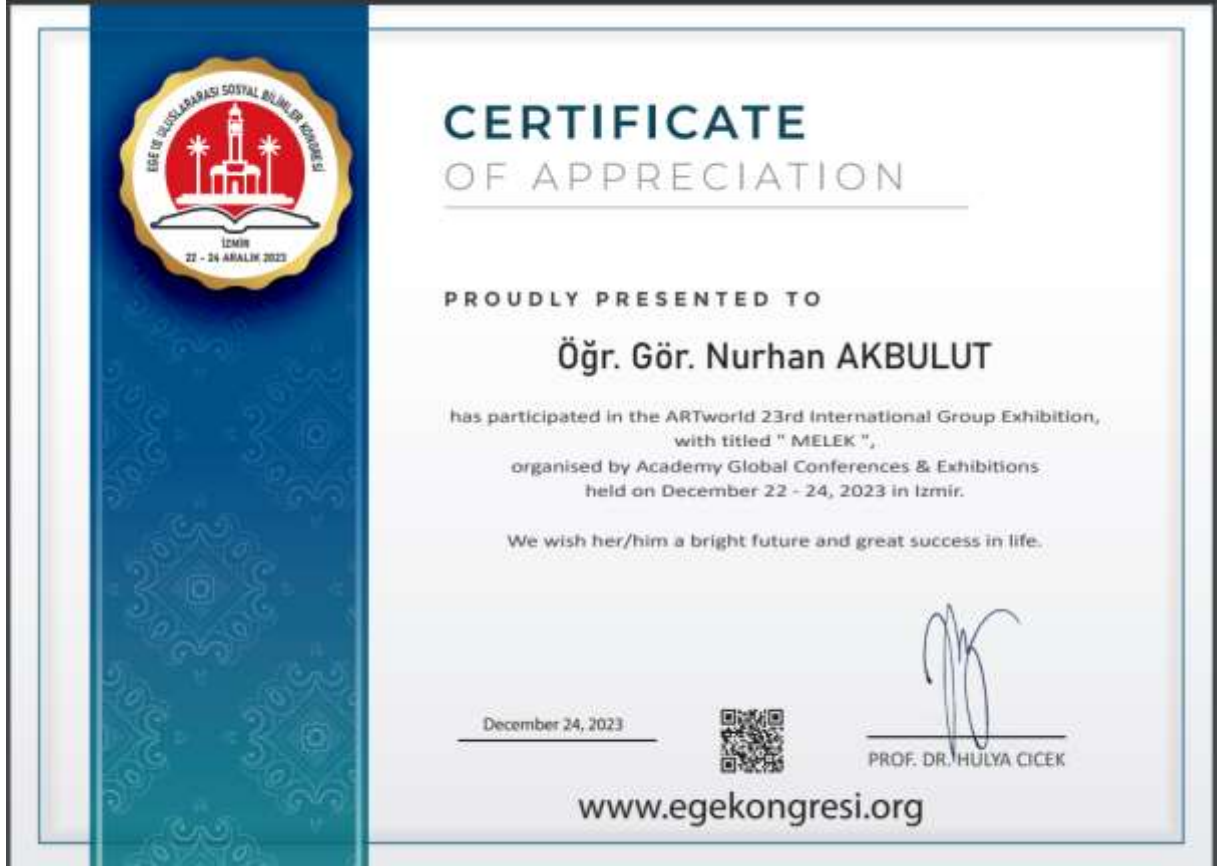 EGE 10 ULUSLARARASI SOSYAL BİLİMLER KONGRESİ
İZMİR
22 - 24 ARALIK 2023
CERTIFICATE
OF APPRECIATION
PROUDLY PRESENTED TO
Öğr. Gör. Nurhan AKBULUT
has participated in the ARTworld 23rd International Group Exhibition,
with titled " MELEK ",
organised by Academy Global Conferences & Exhibitions
held on December 22 - 24, 2023 in Izmir.
We wish her/him a bright future and great success in life.
December 24, 2023
PROF. DR. HULYA CICEK
www.egekongresi.org